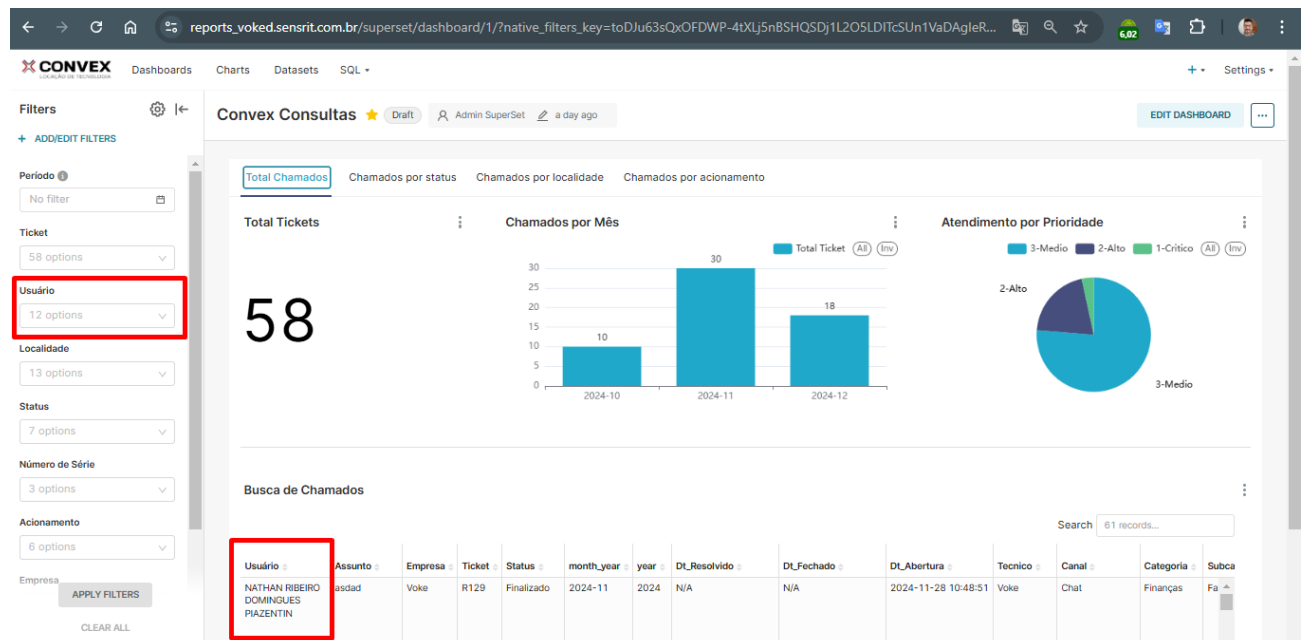 reports_voked.sensrit.com.br/superset/dashboard/1/?native_filters_key=toDJu63sQxOFDWP-4tXLj5nBSHQSDj1L2O5LDITcSUn1VaDAgIeR...
6,02
CONVEX
LOCAÇÃO DE TECNOLOGIA
Dashboards Charts Datasets SQL
+ Settings
Filters
+ ADD/EDIT FILTERS
Período
No filter
Ticket
58 options
Usuário
12 options
Localidade
13 options
Status
7 options
Número de Série
3 options
Acionamento
6 options
Empresa
APPLY FILTERS
CLEAR ALL
Convex Consultas Draft Admin SuperSet a day ago
EDIT DASHBOARD ...
Total Chamados Chamados por status Chamados por localidade Chamados por acionamento
Total Tickets
58
Chamados por Mês
Total Ticket All Inv
30
25
20
15
10
5
0
10
30
18
2024-10 2024-11 2024-12
Atendimento por Prioridade
3-Medio 2-Alto 1-Critico All Inv
2-Alto
3-Medio
Busca de Chamados
Search 61 records...
Usuário Assunto Empresa Ticket Status month_year year Dt_Resolvido Dt_Fechado Dt_Abertura Tecnico Canal Categoria Subca
NATHAN RIBEIRO asdad Voke R129 Finalizado 2024-11 2024 N/A N/A 2024-11-28 10:48:51 Voke Chat Finanças Fa
DOMINGUES
PIAZENTIN